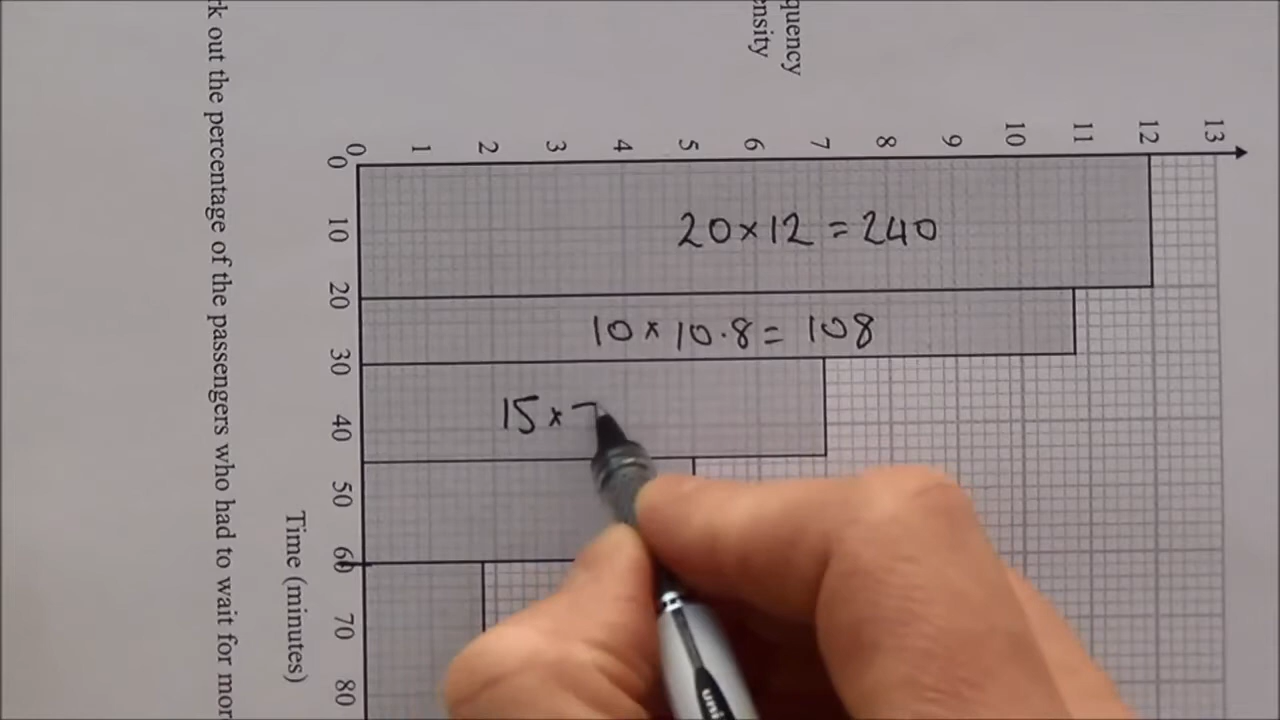 quency
ensity
13
12
11
10
9
8
7
6
5
4
3
2
1
0
0
10
20
30
40
50
60
70
80
20 × 12 = 240
10 × 10.8 = 108
15 × 7
Time (minutes)
rk out the percentage of the passengers who had to wait for mor
uni